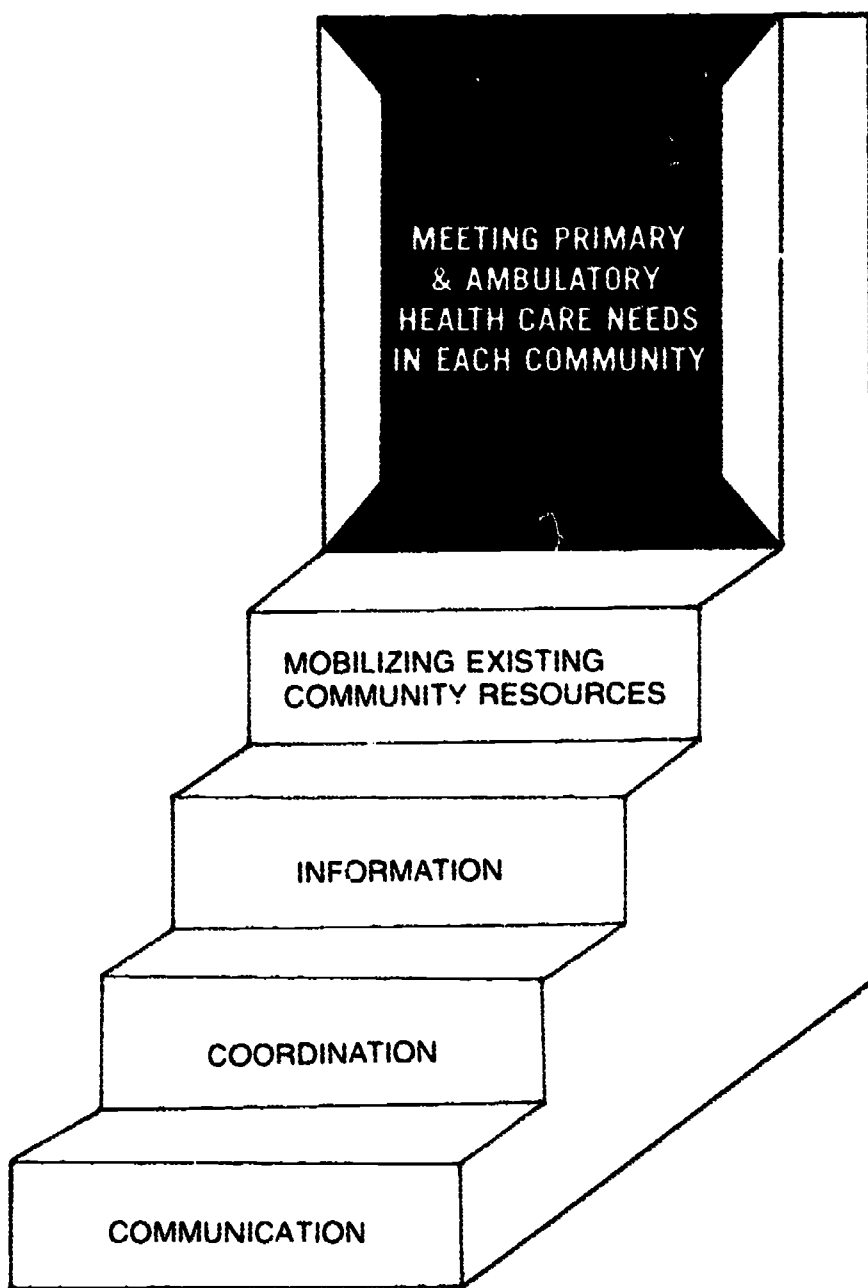 MEETING PRIMARY
& AMBULATORY
HEALTH CARE NEEDS
IN EACH COMMUNITY
MOBILIZING EXISTING
COMMUNITY RESOURCES
INFORMATION
COORDINATION
COMMUNICATION